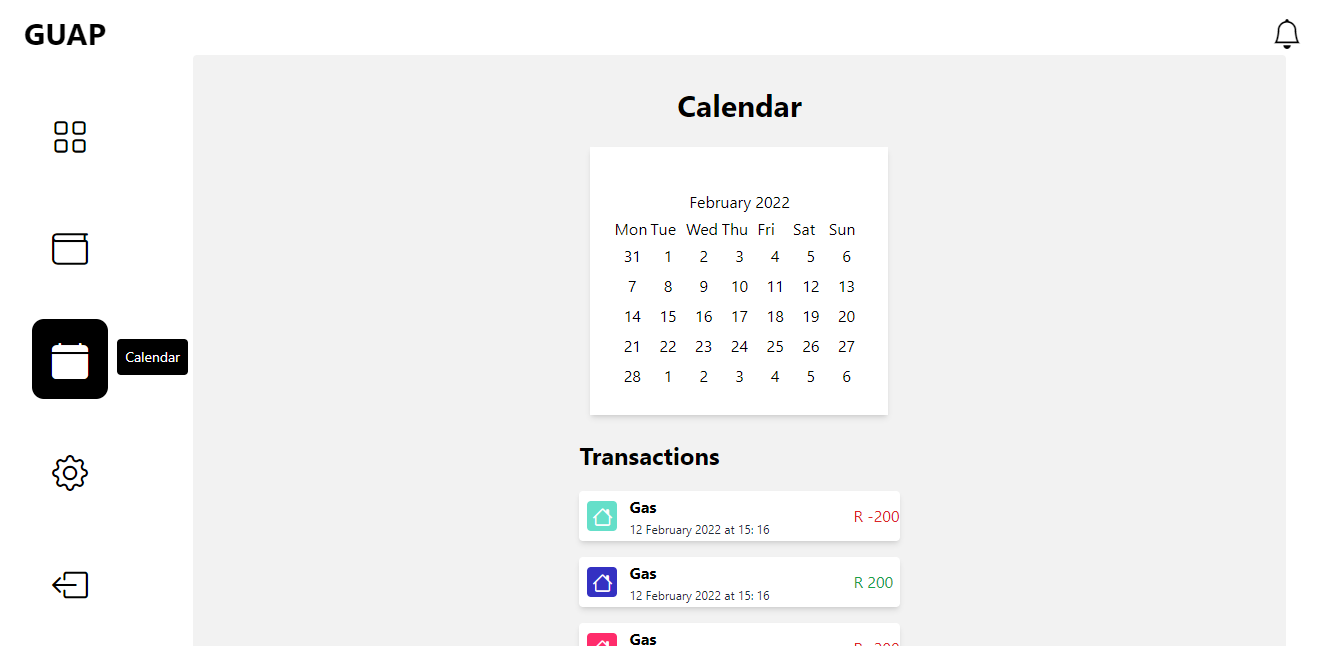 GUAP
Calendar
February 2022
Mon Tue Wed Thu Fri Sat Sun
31 1 2 3 4 5 6
7 8 9 10 11 12 13
14 15 16 17 18 19 20
21 22 23 24 25 26 27
28 1 2 3 4 5 6
Calendar
Transactions
Gas
R -200
12 February 2022 at 15: 16
Gas
R 200
12 February 2022 at 15: 16
Gas